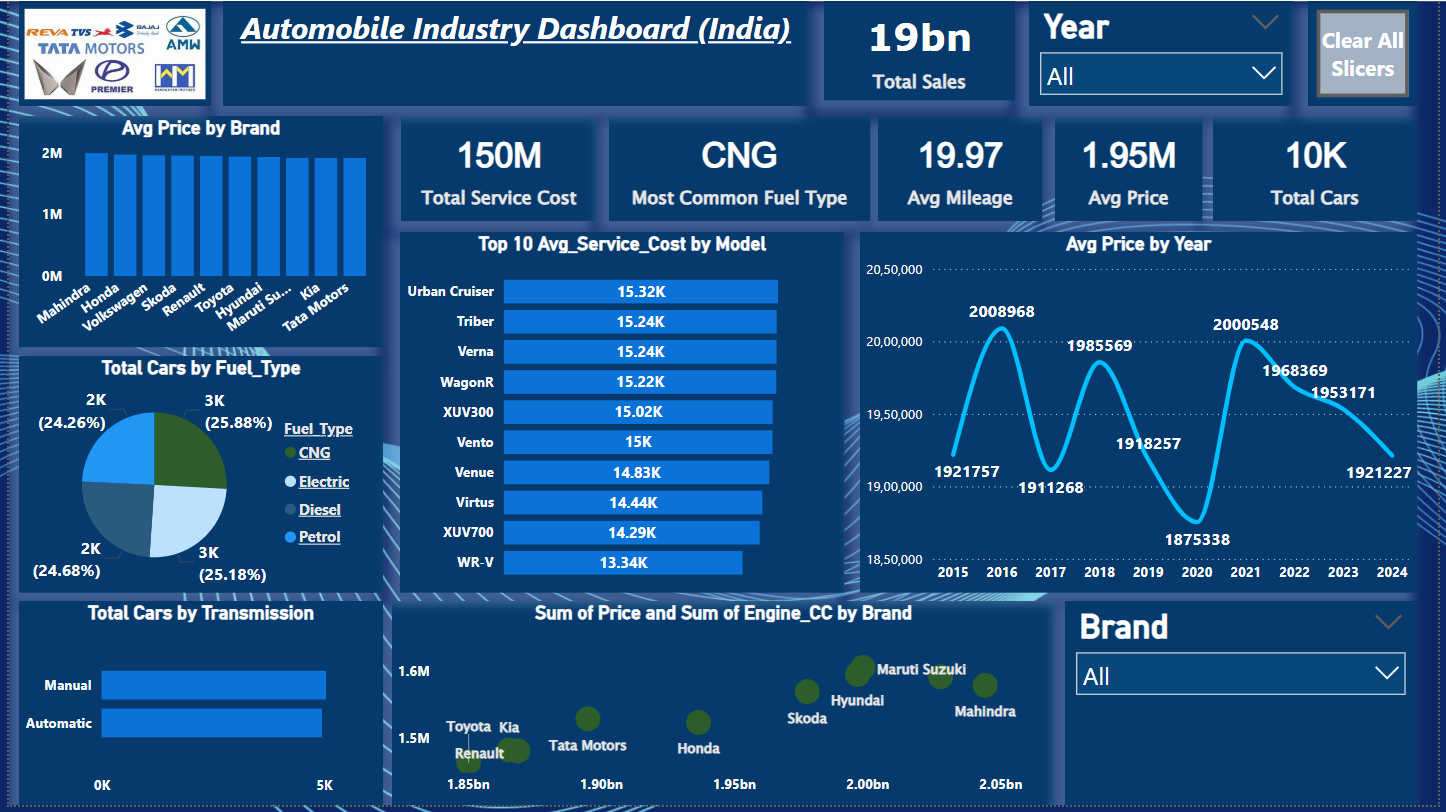 REVA TVS BAJAJ
TATA MOTORS AMW
PREMIER
HINDUSTAN MOTORS
Automobile Industry Dashboard (India)
19bn
Total Sales
Year
All
Clear All
Slicers
Avg Price by Brand
2M
1M
0M
Mahindra
Honda
Volkswagen
Skoda
Renault
Toyota
Hyundai
Maruti Su...
Kia
Tata Motors
150M
Total Service Cost
CNG
Most Common Fuel Type
19.97
Avg Mileage
1.95M
Avg Price
10K
Total Cars
Total Cars by Fuel_Type
2K
(24.26%)
3K
(25.88%)
2K
(24.68%)
3K
(25.18%)
Fuel_Type
CNG
Electric
Diesel
Petrol
Top 10 Avg_Service_Cost by Model
Urban Cruiser 15.32K
Triber 15.24K
Verna 15.24K
WagonR 15.22K
XUV300 15.02K
Vento 15K
Venue 14.83K
Virtus 14.44K
XUV700 14.29K
WR-V 13.34K
Avg Price by Year
20,50,000
20,00,000
19,50,000
19,00,000
18,50,000
1921757
2008968
1911268
1985569
1918257
1875338
2000548
1968369
1953171
1921227
2015 2016 2017 2018 2019 2020 2021 2022 2023 2024
Total Cars by Transmission
Manual
Automatic
0K 5K
Sum of Price and Sum of Engine_CC by Brand
1.6M
1.5M
Toyota Kia
Renault
Tata Motors
Honda
Skoda
Hyundai
Maruti Suzuki
Mahindra
1.85bn 1.90bn 1.95bn 2.00bn 2.05bn
Brand
All